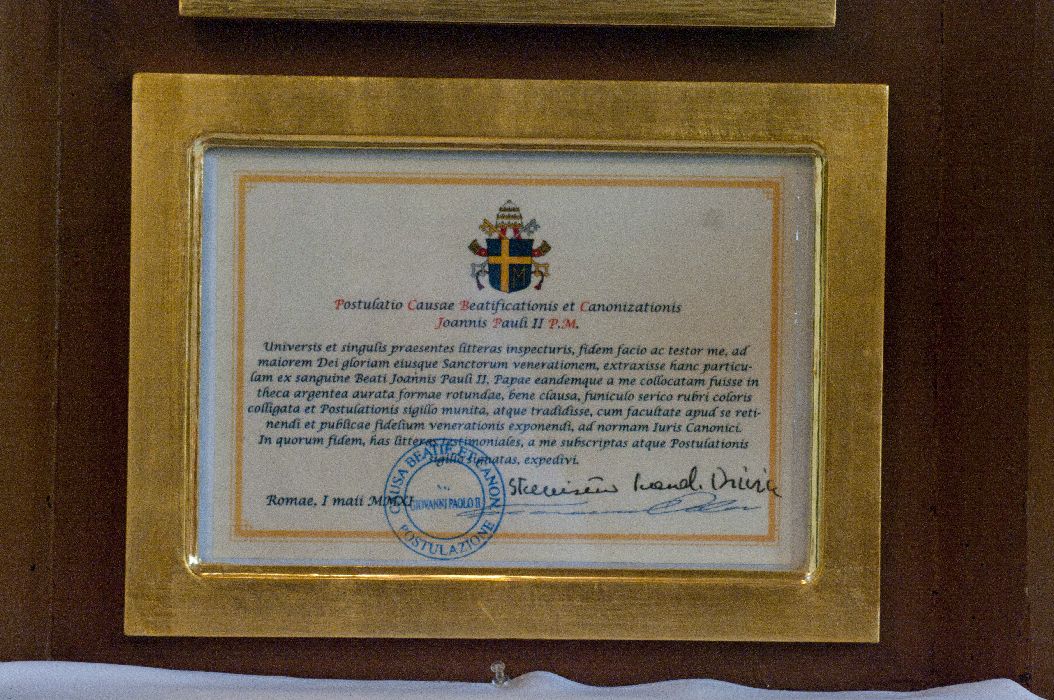 M
Postulatio Causae Beatificationis et Canonizationis
Joannis Pauli II P.M.
Universis et singulis praesentes litteras inspecturis, fidem facio ac testor me, ad
maiorem Dei gloriam eiusque Sanctorum venerationem, extraxisse hanc particu-
lam ex sanguine Beati Joannis Pauli II, Papae eandemque a me collocatam fuisse in
theca argentea aurata formae rotundae, bene clausa, funiculo serico rubri coloris
colligata et Postulationis sigillo munita, atque tradidisse, cum facultate apud se reti-
nendi et publicae fidelium venerationis exponendi, ad normam Iuris Canonici.
In quorum fidem, has litteras testimoniales, a me subscriptas atque Postulationis
sigillo signatas, expedivi.
Romae, I maii MMXI
CAUSA BEATIF. ET CANON.
GIOVANNI PAOLO II
POSTULAZIONE